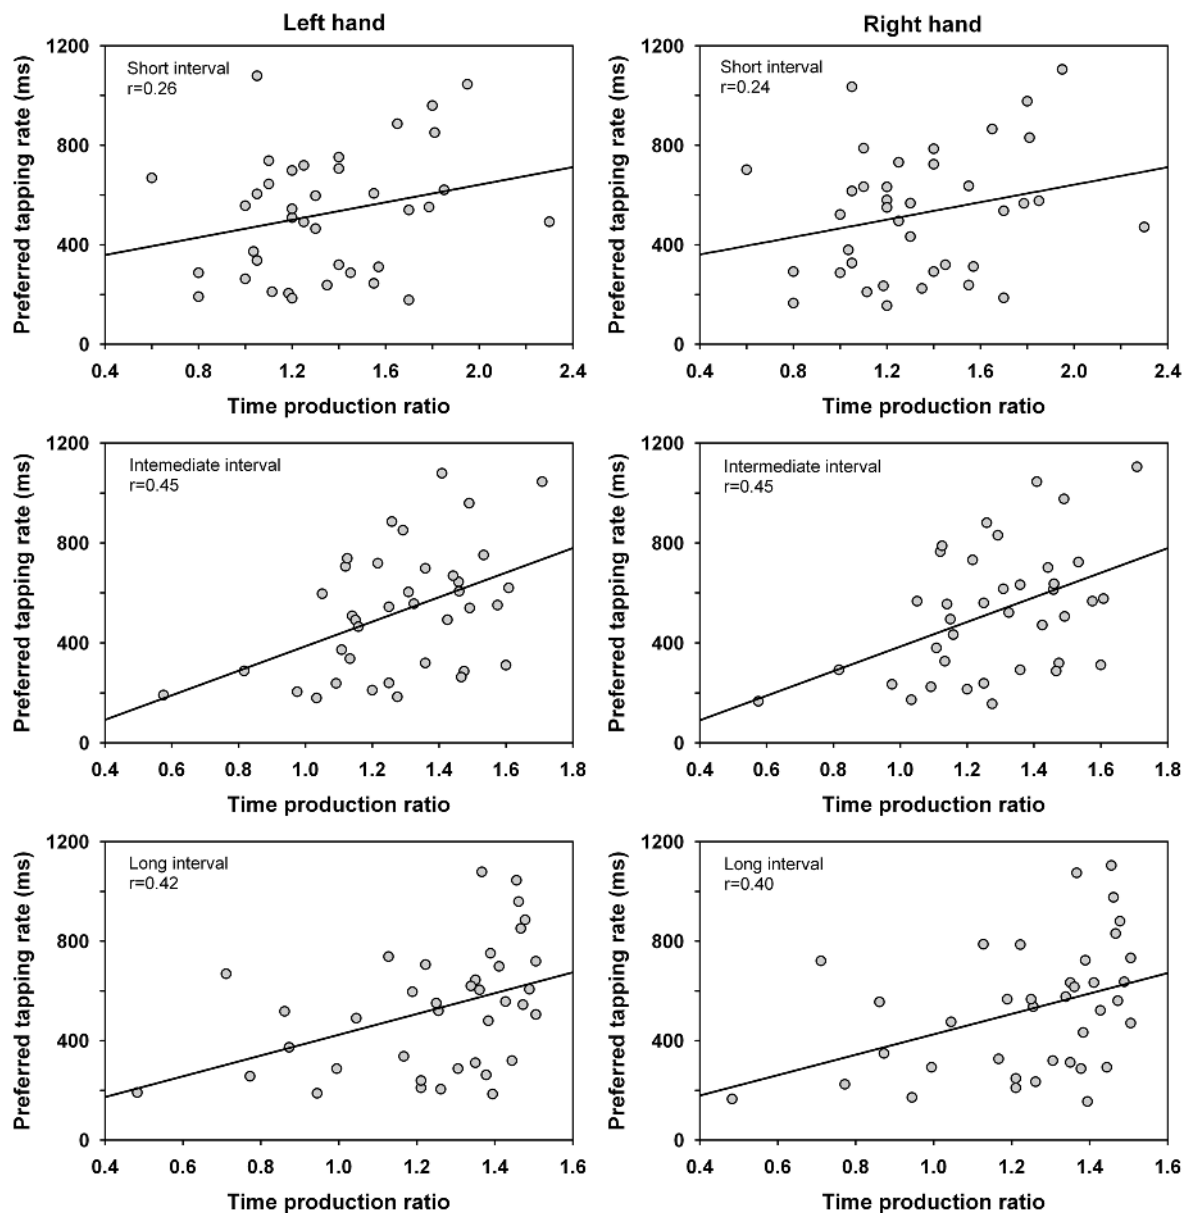 Left hand
Right hand
1200
800
400
0
Preferred tapping rate (ms)
Short interval
r=0.26
0.4 0.8 1.2 1.6 2.0 2.4
Time production ratio
1200
800
400
0
Preferred tapping rate (ms)
Short interval
r=0.24
0.4 0.8 1.2 1.6 2.0 2.4
Time production ratio
1200
800
400
0
Preferred tapping rate (ms)
Intemediate interval
r=0.45
0.4 0.6 0.8 1.0 1.2 1.4 1.6 1.8
Time production ratio
1200
800
400
0
Preferred tapping rate (ms)
Intermediate interval
r=0.45
0.4 0.6 0.8 1.0 1.2 1.4 1.6 1.8
Time production ratio
1200
800
400
0
Preferred tapping rate (ms)
Long interval
r=0.42
0.4 0.6 0.8 1.0 1.2 1.4 1.6
Time production ratio
1200
800
400
0
Preferred tapping rate (ms)
Long interval
r=0.40
0.4 0.6 0.8 1.0 1.2 1.4 1.6
Time production ratio